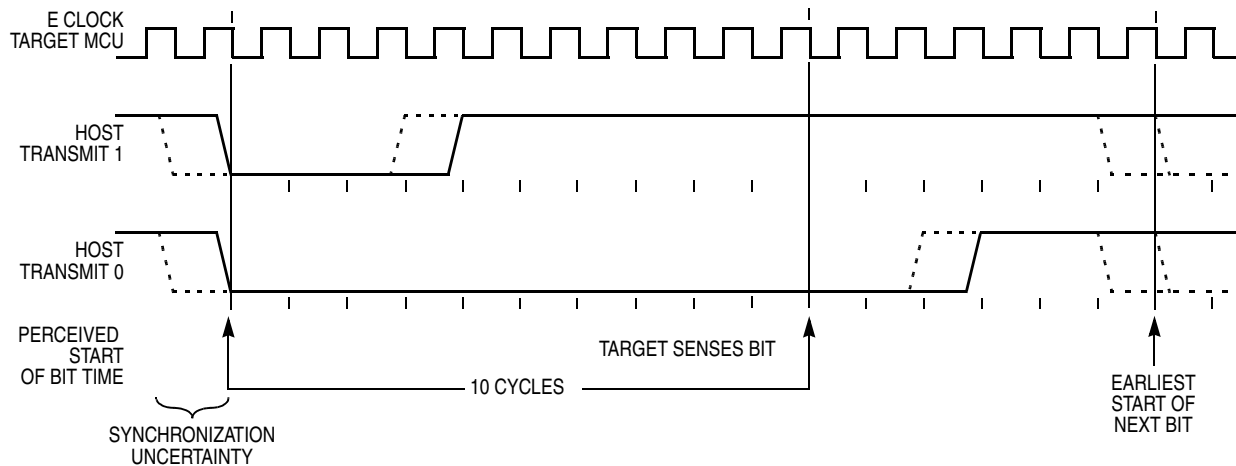 E CLOCK
TARGET MCU
HOST
TRANSMIT 1
HOST
TRANSMIT 0
PERCEIVED
START
OF BIT TIME
TARGET SENSES BIT
10 CYCLES
EARLIEST
START OF
NEXT BIT
SYNCHRONIZATION
UNCERTAINTY